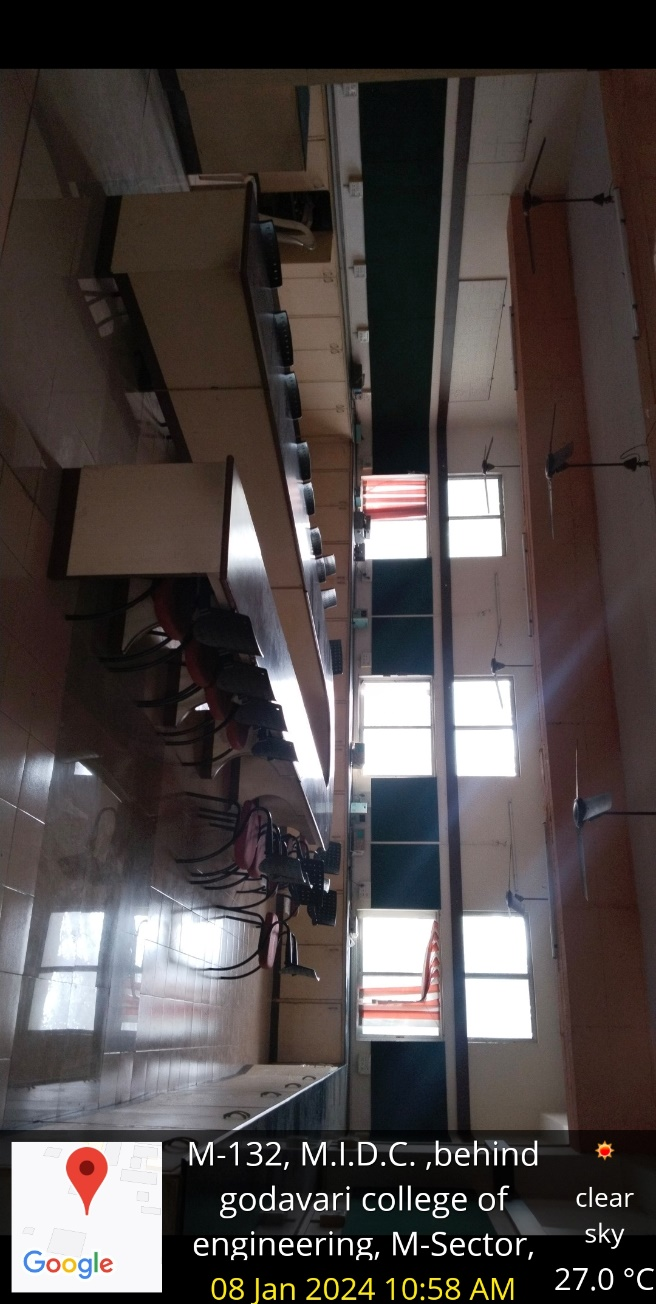 M-132, M.I.D.C. ,behind
godavari college of
engineering, M-Sector,
08 Jan 2024 10:58 AM
clear
sky
27.0 °C
Google